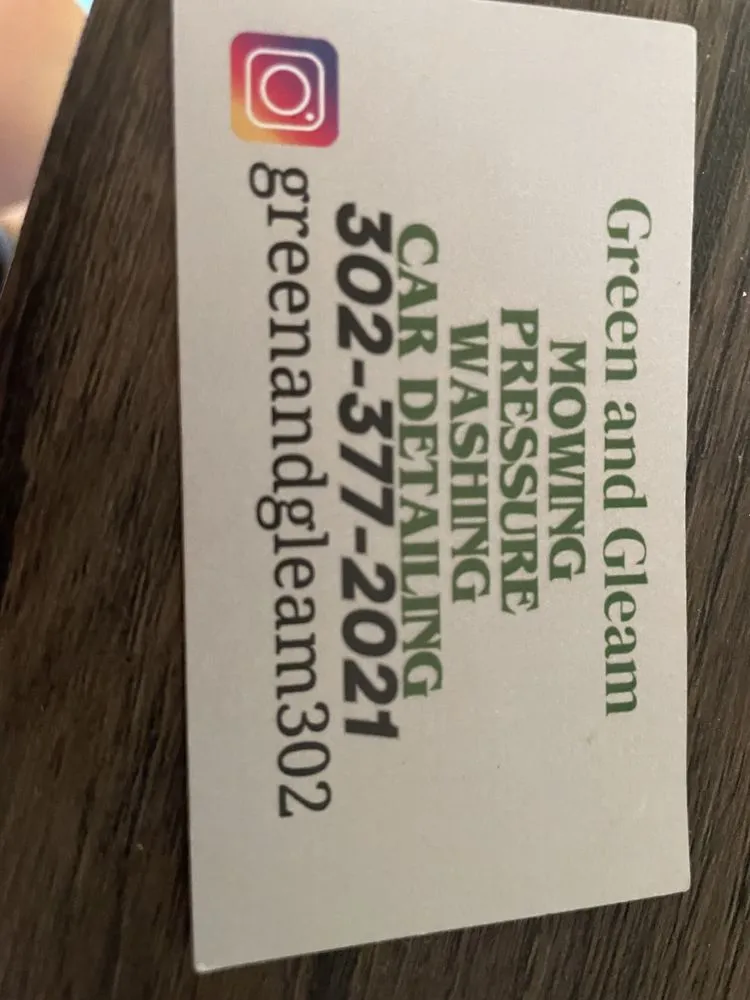 Green and Gleam
MOWING
PRESSURE
WASHING
CAR DETAILING
302-377-2021
greenandgleam302